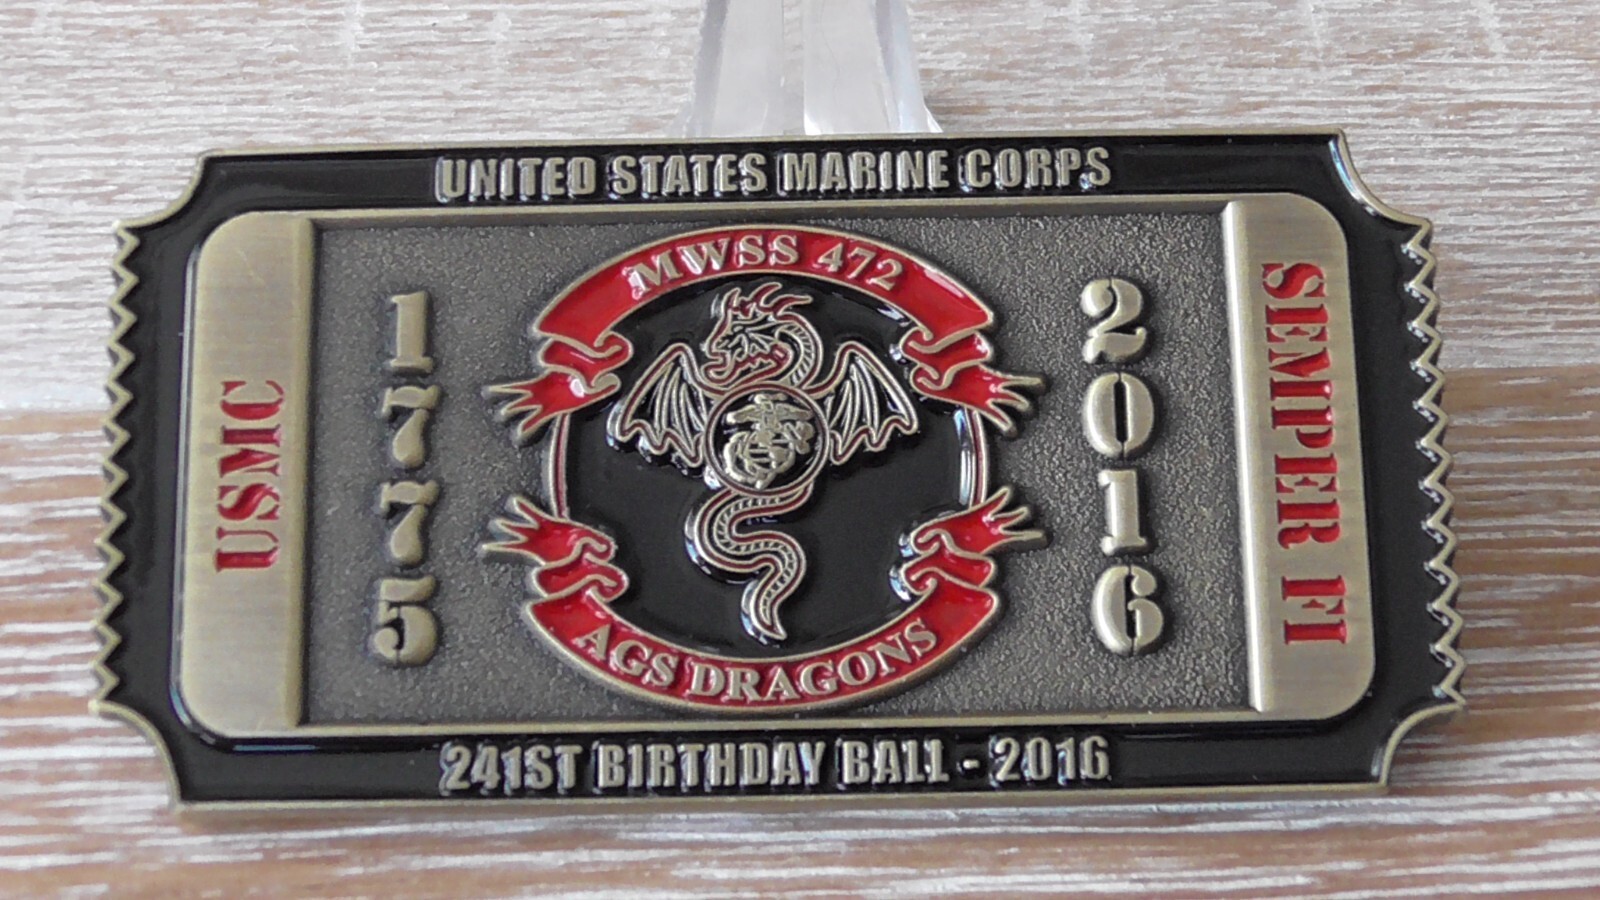 UNITED STATES MARINE CORPS
USMC
1775
MWSS 472
AGS DRAGONS
2016
SEMPER FI
241ST BIRTHDAY BALL - 2016